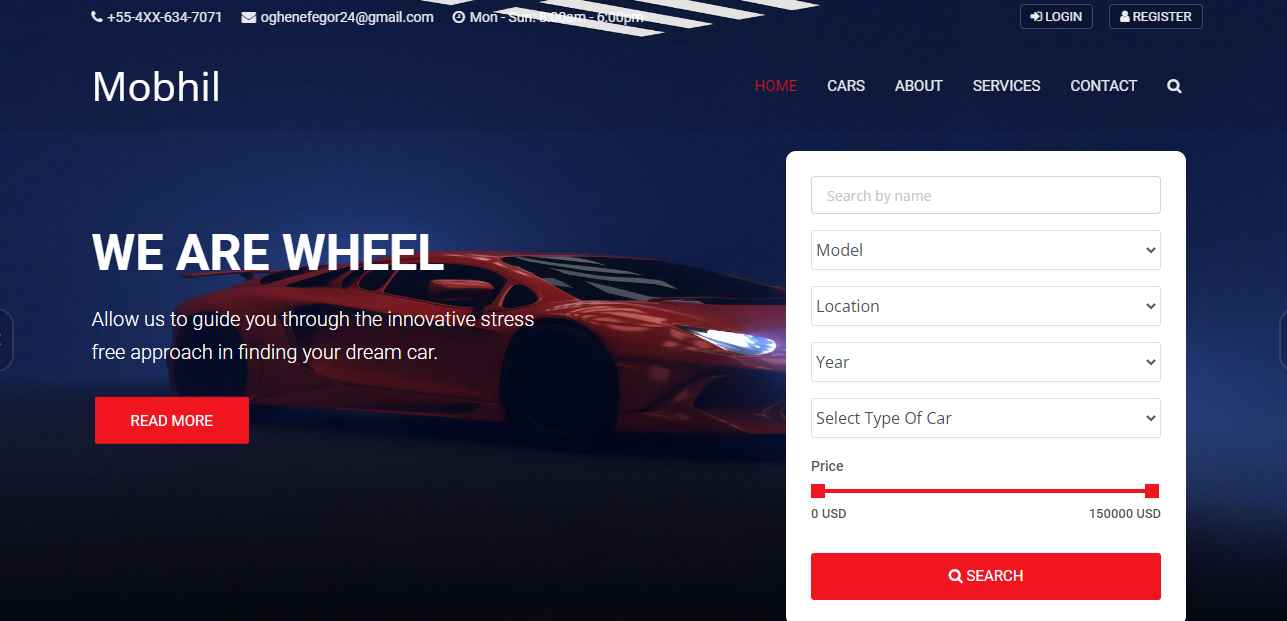 +55-4XX-634-7071 oghenefegor24@gmail.com Mon - Sun: 8:00am - 6:00pm LOGIN REGISTER
Mobhil HOME CARS ABOUT SERVICES CONTACT
Search by name
Model
WE ARE WHEEL
Location
Allow us to guide you through the innovative stress
free approach in finding your dream car.
Year
READ MORE
Select Type Of Car
Price
0 USD 150000 USD
SEARCH